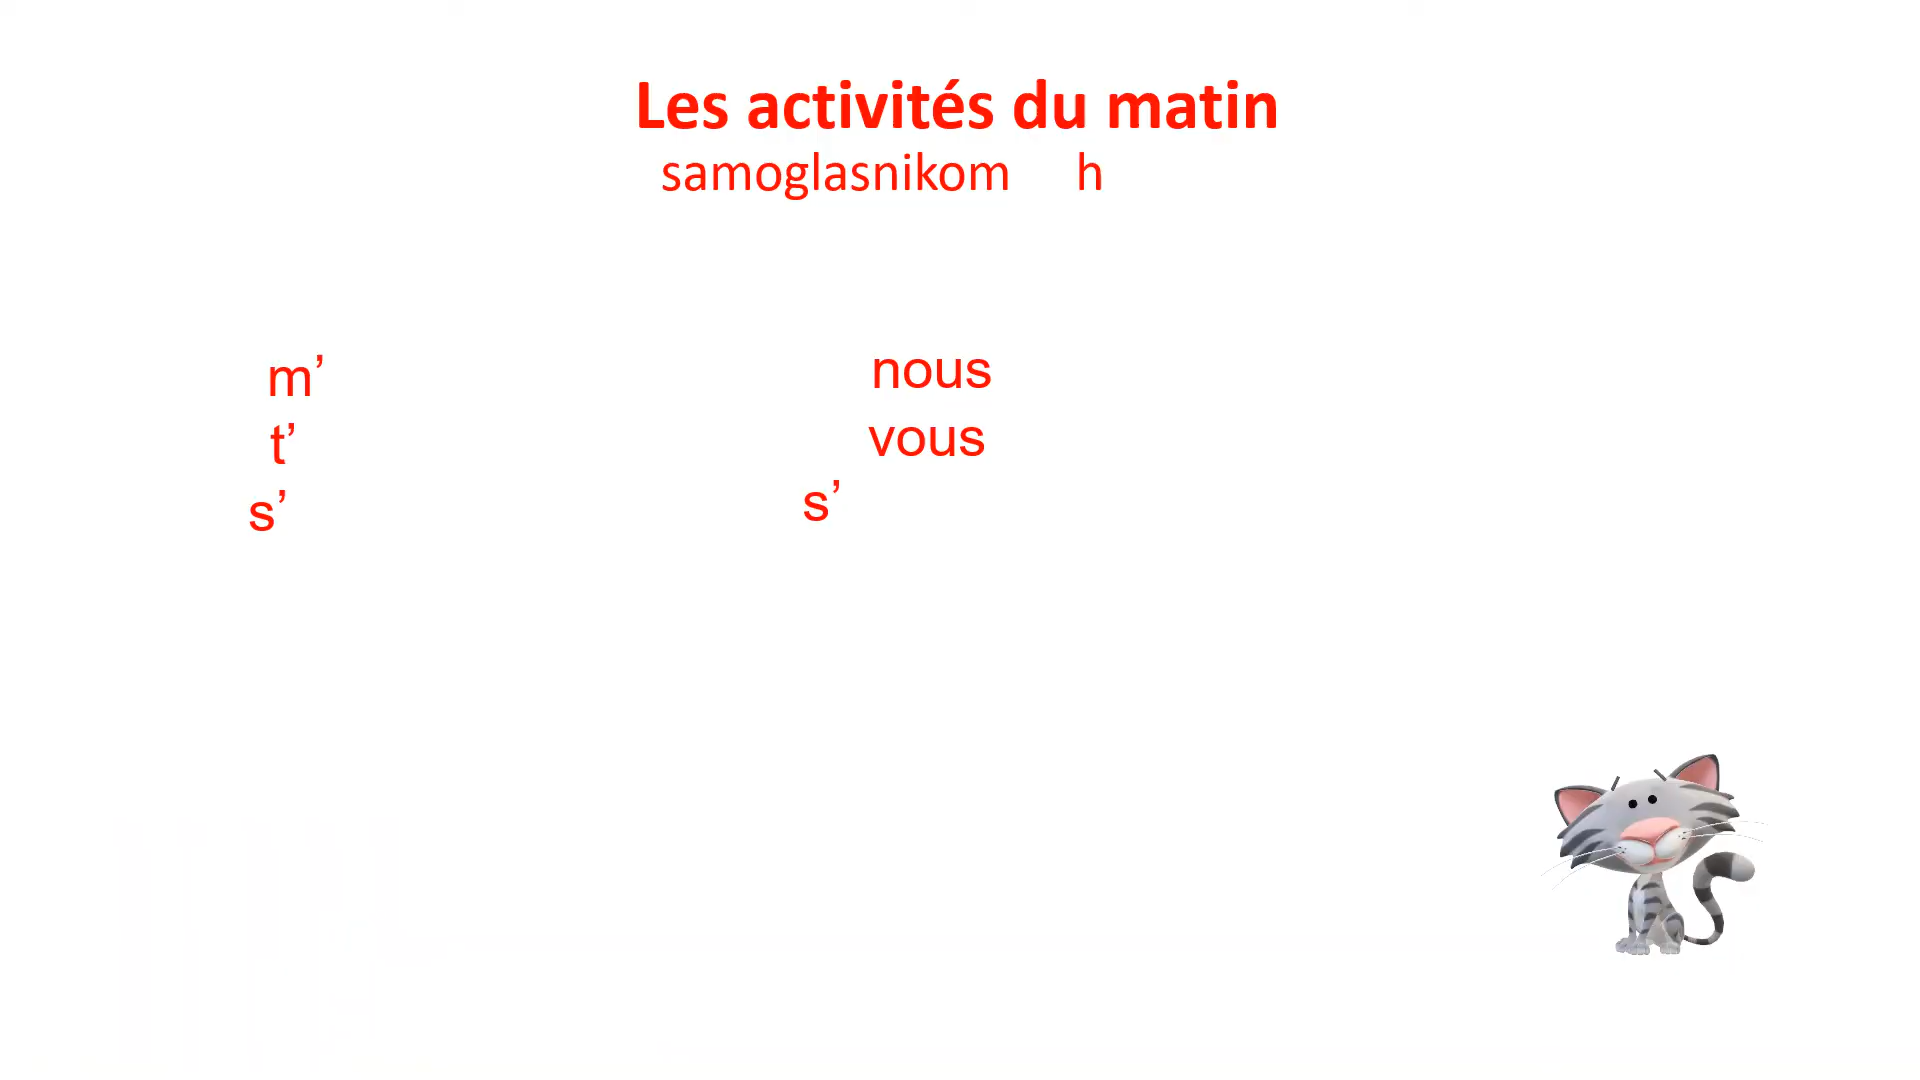 Les activités du matin
samoglasnikom h
m’
t’
s’
nous
vous
s’